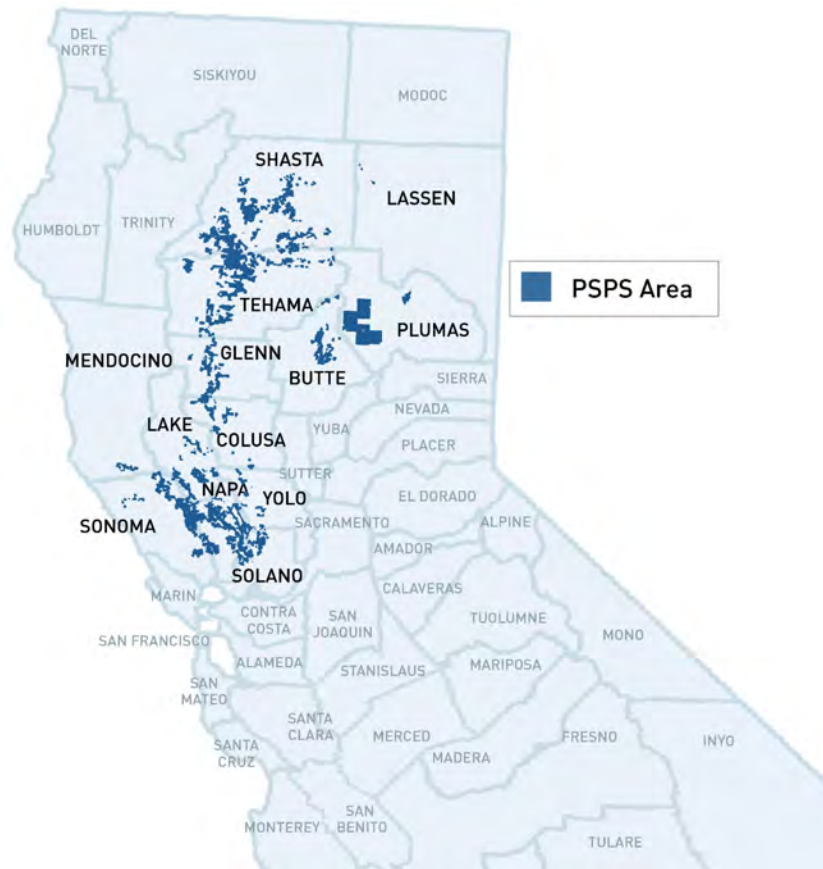 DEL
NORTE
SISKIYOU
MODOC
SHASTA
LASSEN
HUMBOLDT
TRINITY
PSPS Area
TEHAMA
PLUMAS
MENDOCINO
GLENN
BUTTE
SIERRA
LAKE
NEVADA
COLUSA
YUBA
PLACER
SUTTER
NAPA
YOLO
EL DORADO
SONOMA
SACRAMENTO
ALPINE
AMADOR
SOLANO
CALAVERAS
MARIN
CONTRA
COSTA
SAN
JOAQUIN
TUOLUMNE
MONO
SAN FRANCISCO
ALAMEDA
STANISLAUS
MARIPOSA
SAN
MATEO
SANTA
CLARA
MERCED
FRESNO
INYO
SANTA
CRUZ
MADERA
MONTEREY
SAN
BENITO
TULARE